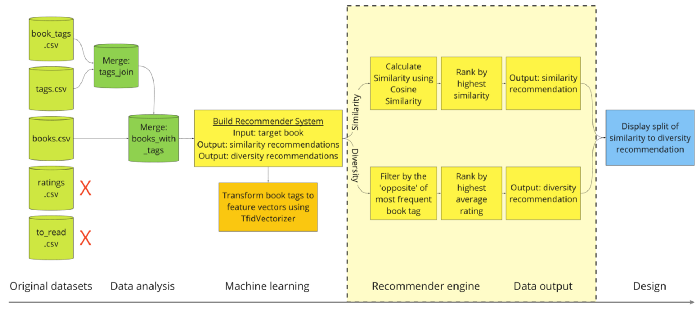 book_tags
.csv
tags.csv
books.csv
ratings
.csv
X
to_read
.csv
X
Merge:
tags_join
Merge:
books_with
_tags
Build Recommender System
Input: target book
Output: similarity recommendations
Output: diversity recommendations
Transform book tags to
feature vectors using
TfidVectorizer
Similarity
Diversity
Calculate
Similarity using
Cosine
Similarity
Rank by
highest
similarity
Output: similarity
recommendation
Filter by the
'opposite' of
most frequent
book tag
Rank by
highest
average
rating
Output: diversity
recommendation
Display split of
similarity to diversity
recommendation
Original datasets
Data analysis
Machine learning
Recommender engine
Data output
Design